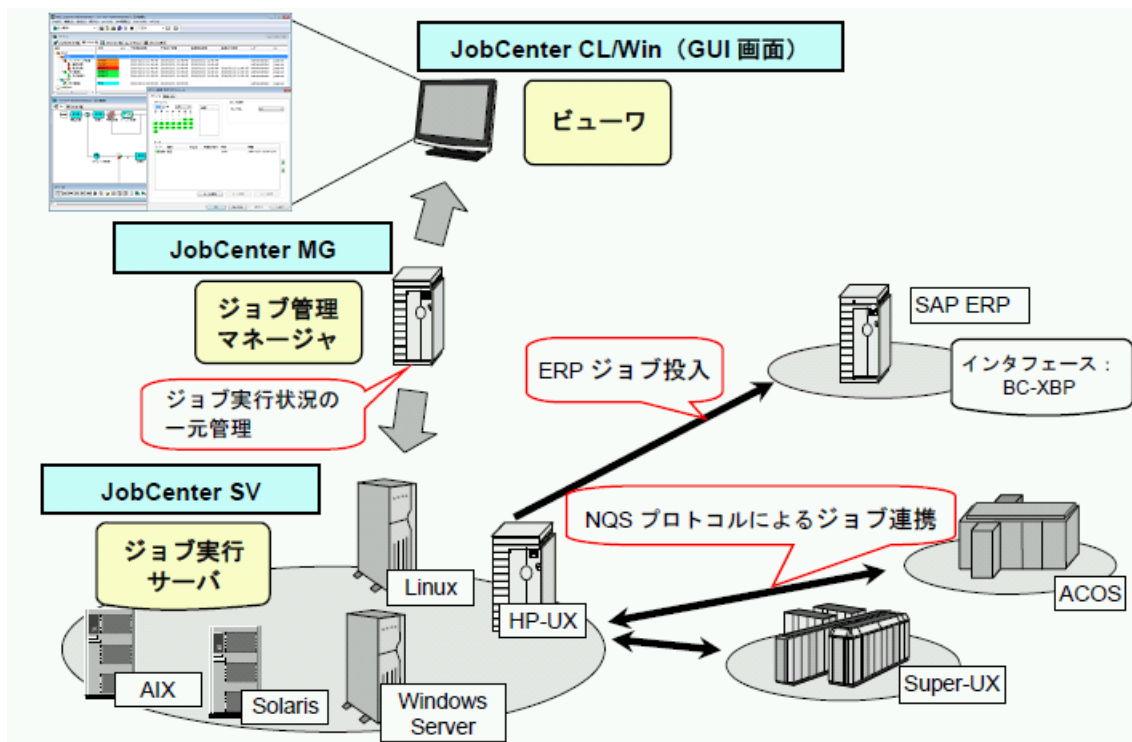 JobCenter CL/Win（GUI 画面）
ビューワ
JobCenter MG
ジョブ管理
マネージャ
ジョブ実行状況の
一元管理
SAP ERP
インタフェース：
BC-XBP
ERP ジョブ投入
JobCenter SV
ジョブ実行
サーバ
NQS プロトコルによるジョブ連携
Linux
HP-UX
ACOS
AIX
Solaris
Windows
Server
Super-UX